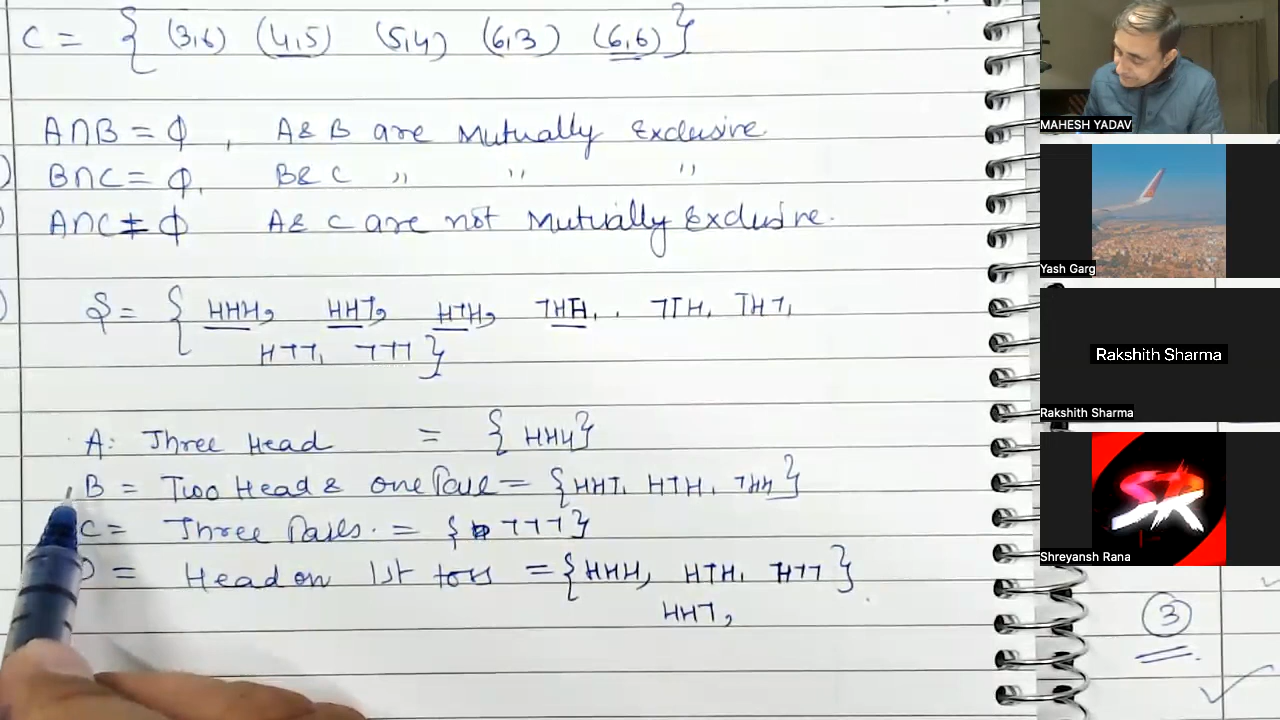 C = { (3,6) (4,5) (5,4) (6,3) (6,6) }
A∩B = ϕ , A & B are Mutually Exclusive
) B∩C = ϕ, B & C ,, ,, ,,
) A∩C ≠ ϕ A & C are not Mutually Exclusive.
) S = { HHH, HHT, HTH, THH, . TTH, THT,
HTT, TTT }
A: Three Head = { HHH }
B = Two Head & one Tail = { HHT, HTH, THH }
C = Three Tails. = { TTT }
D = Head on 1st toss = { HHH, HTH, HTT }
HHT,
MAHESH YADAV
Yash Garg
Rakshith Sharma
Rakshith Sharma
SK
Shreyansh Rana
3